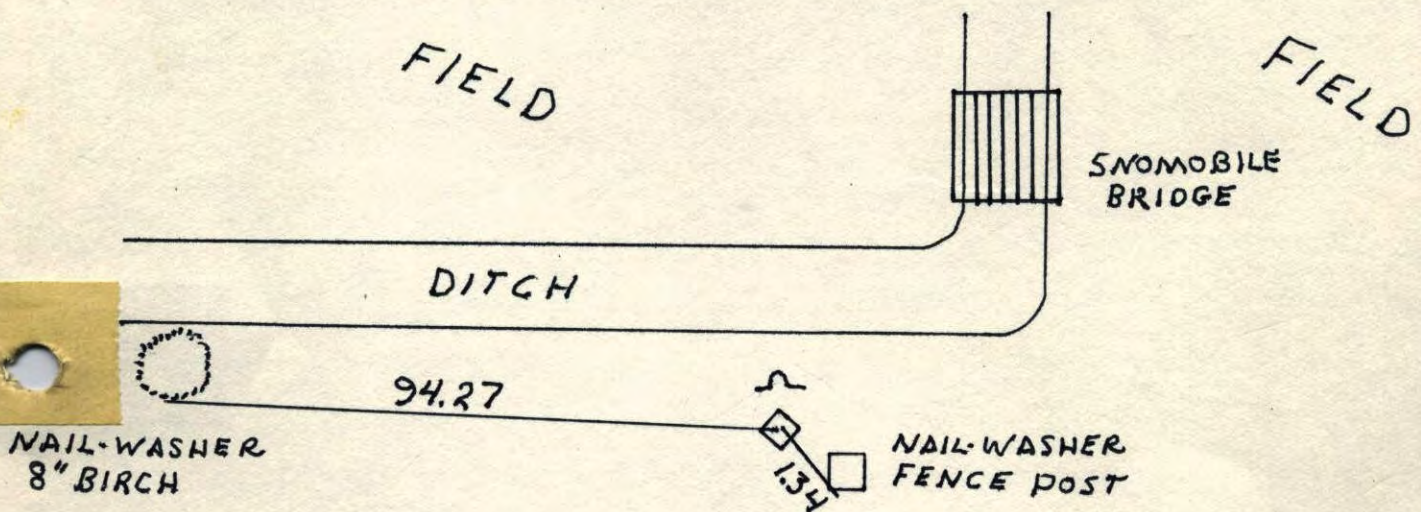 FIELD
FIELD
SNOMOBILE
BRIDGE
DITCH
94.27
NAIL-WASHER
8" BIRCH
1.34
NAIL-WASHER
FENCE POST